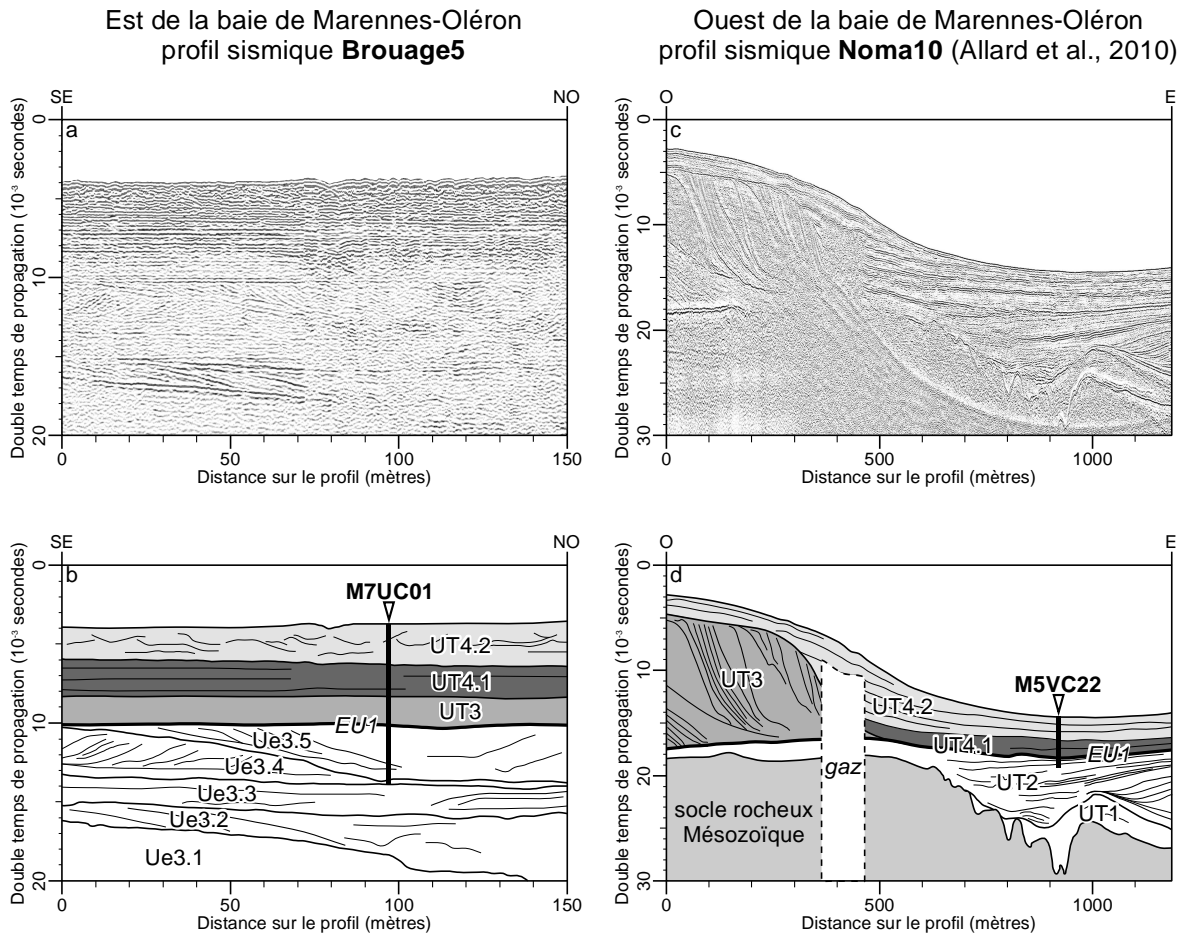 Est de la baie de Marennes-Oléron
profil sismique Brouage5
Ouest de la baie de Marennes-Oléron
profil sismique Noma10 (Allard et al., 2010)
SE
NO
a
Double temps de propagation (10⁻³ secondes)
0
10
20
0
50
100
150
Distance sur le profil (mètres)
O
E
c
Double temps de propagation (10⁻³ secondes)
0
10
20
30
0
500
1000
Distance sur le profil (mètres)
SE
NO
b
M7UC01
UT4.2
UT4.1
UT3
EU1
Ue3.5
Ue3.4
Ue3.3
Ue3.2
Ue3.1
Double temps de propagation (10⁻³ secondes)
0
10
20
0
50
100
150
Distance sur le profil (mètres)
O
E
d
M5VC22
UT3
UT4.2
UT4.1
EU1
gaz
UT2
UT1
socle rocheux
Mésozoïque
Double temps de propagation (10⁻³ secondes)
0
10
20
30
0
500
1000
Distance sur le profil (mètres)